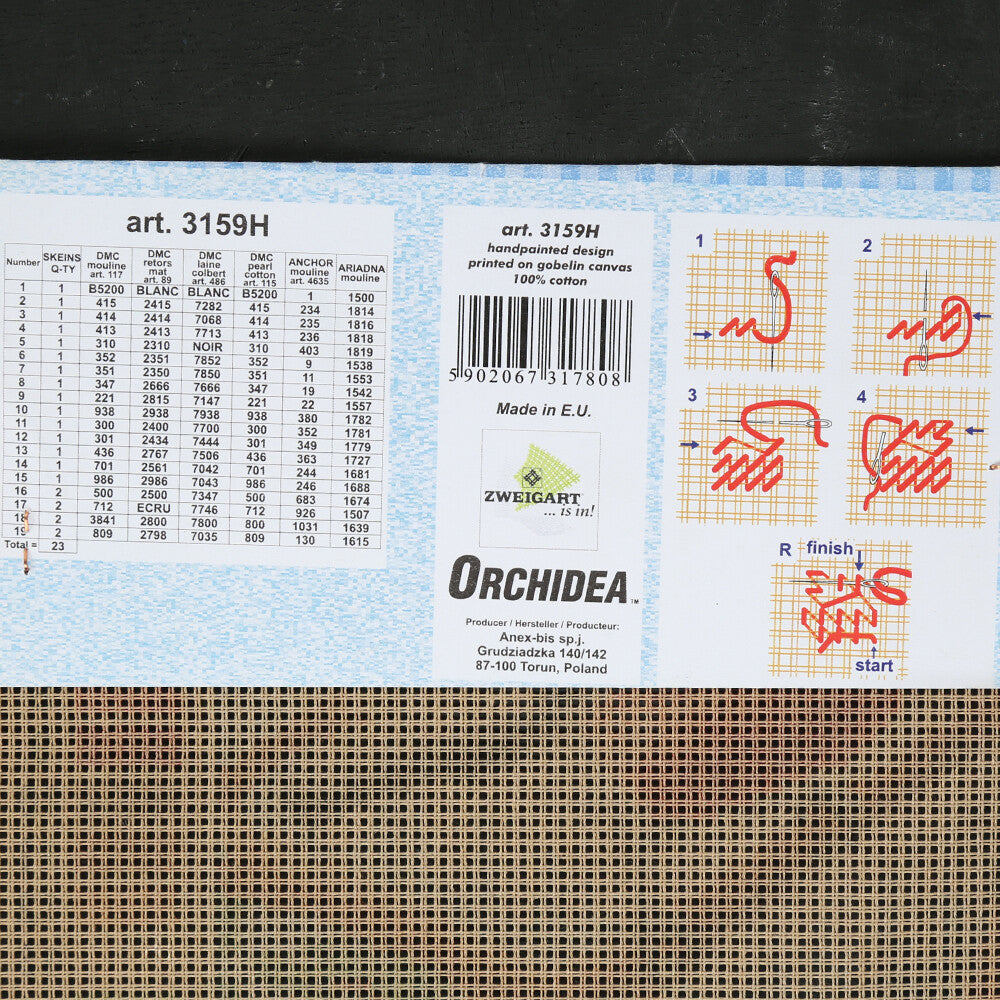 art. 3159H
Number SKEINS Q-TY DMC mouline art. 117 DMC retors mat art. 89 DMC laine colbert art. 486 DMC pearl cotton art. 115 ANCHOR mouline art. 4635 ARIADNA mouline
1 1 B5200 BLANC BLANC B5200 1 1500
2 1 415 2415 7282 415 234 1814
3 1 414 2414 7068 414 235 1816
4 1 413 2413 7713 413 236 1818
5 1 310 2310 NOIR 310 403 1819
6 1 352 2351 7852 352 9 1538
7 1 351 2350 7850 351 11 1553
8 1 347 2666 7666 347 19 1542
9 1 221 2815 7147 221 22 1557
10 1 938 2938 7938 938 380 1782
11 1 300 2400 7700 300 352 1781
12 1 301 2434 7444 301 349 1779
13 1 436 2767 7506 436 363 1727
14 1 701 2561 7042 701 244 1681
15 1 986 2986 7043 986 246 1688
16 2 500 2500 7347 500 683 1674
17 2 712 ECRU 7746 712 926 1507
18 2 3841 2800 7800 800 1031 1639
19 2 809 2798 7035 809 130 1615
Total = 23
art. 3159H
handpainted design
printed on gobelin canvas
100% cotton
5 902067 317808
Made in E.U.
ZWEIGART
... is in!
ORCHIDEA™
Producer / Hersteller / Producteur:
Anex-bis sp.j.
Grudziadzka 140/142
87-100 Torun, Poland
1
2
3
4
R finish
start